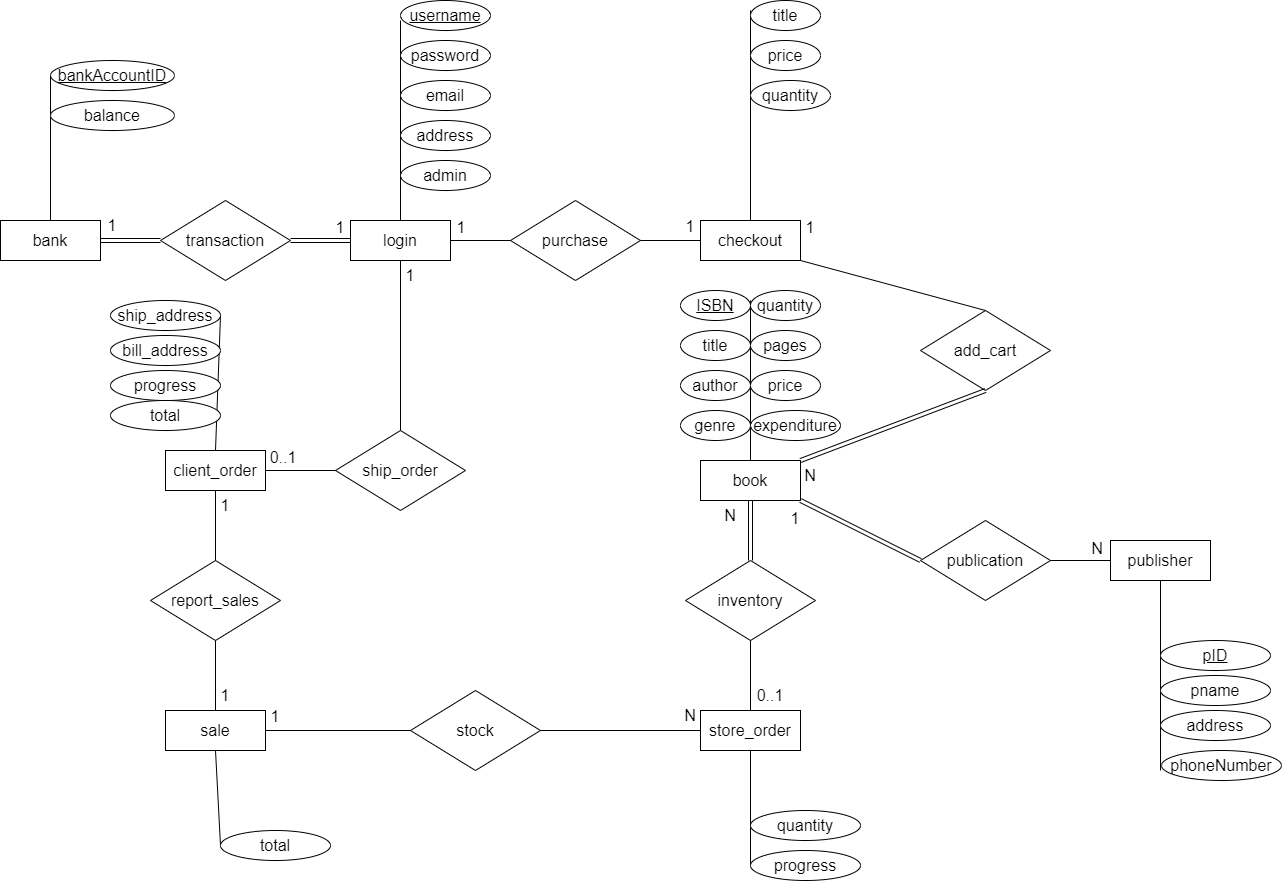 username
title
password
price
bankAccountID
email
quantity
balance
address
admin
1
1
1
1
1
bank
transaction
login
purchase
checkout
1
ship_address
ISBN
quantity
bill_address
title
pages
add_cart
progress
author
price
total
genre
expenditure
0..1
client_order
ship_order
book
N
1
N
1
publication
N
publisher
report_sales
inventory
pID
1
0..1
pname
1
N
sale
stock
store_order
address
phoneNumber
quantity
total
progress